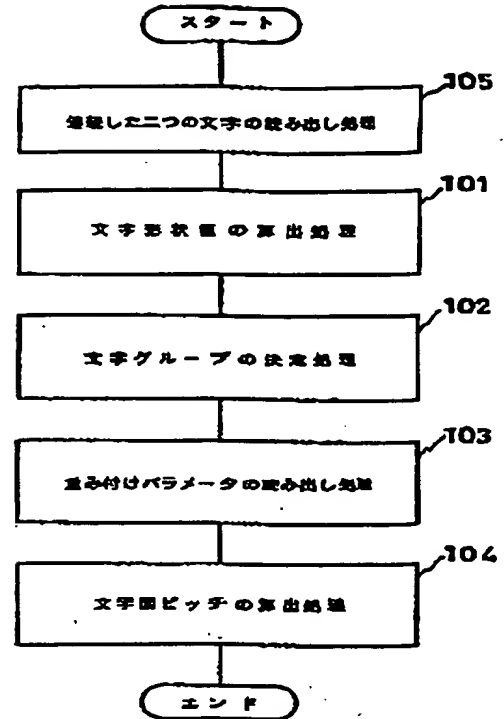 スタート
105
連続した二つの文字の読み出し処理
101
文字形状値の算出処理
102
文字グループの決定処理
103
重み付けパラメータの読み出し処理
104
文字間ピッチの算出処理
エンド